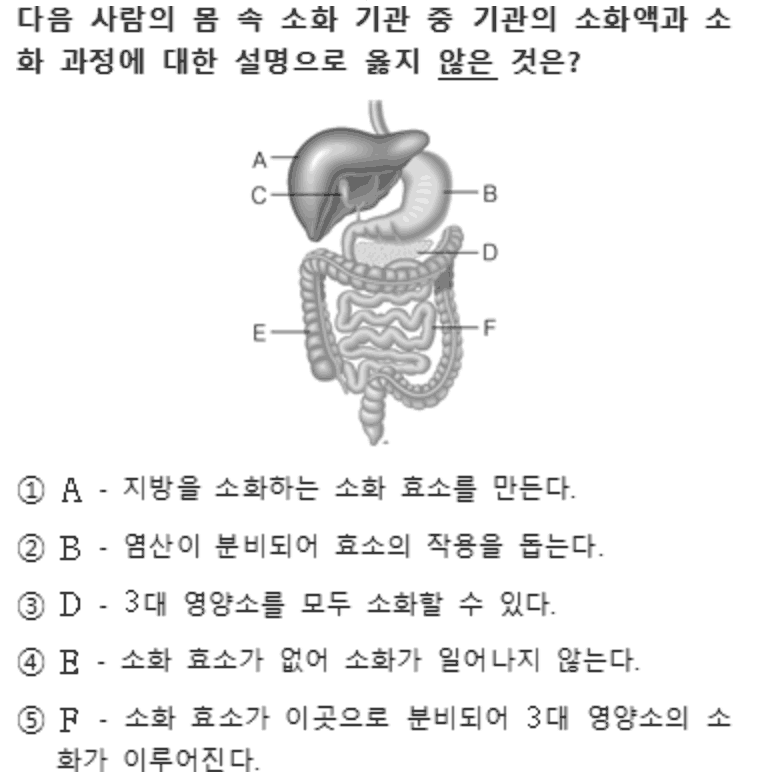 다음 사람의 몸 속 소화 기관 중 기관의 소화액과 소
화 과정에 대한 설명으로 옳지 않은 것은?
A
C
B
D
E
F
① A - 지방을 소화하는 소화 효소를 만든다.
② B - 염산이 분비되어 효소의 작용을 돕는다.
③ D - 3대 영양소를 모두 소화할 수 있다.
④ E - 소화 효소가 없어 소화가 일어나지 않는다.
⑤ F - 소화 효소가 이곳으로 분비되어 3대 영양소의 소
화가 이루어진다.